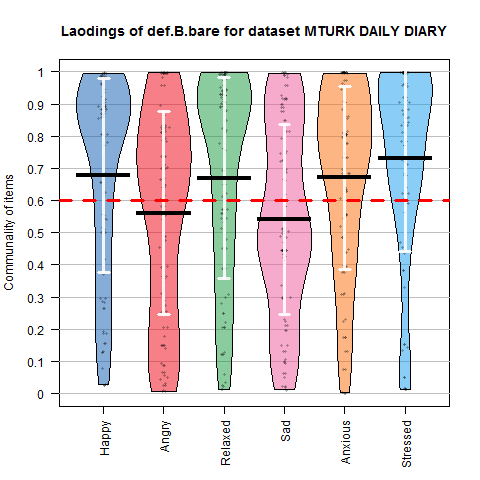 Laodings of def.B.bare for dataset MTURK DAILY DIARY
Communality of items
1
0.9
0.8
0.7
0.6
0.5
0.4
0.3
0.2
0.1
0
Happy
Angry
Relaxed
Sad
Anxious
Stressed